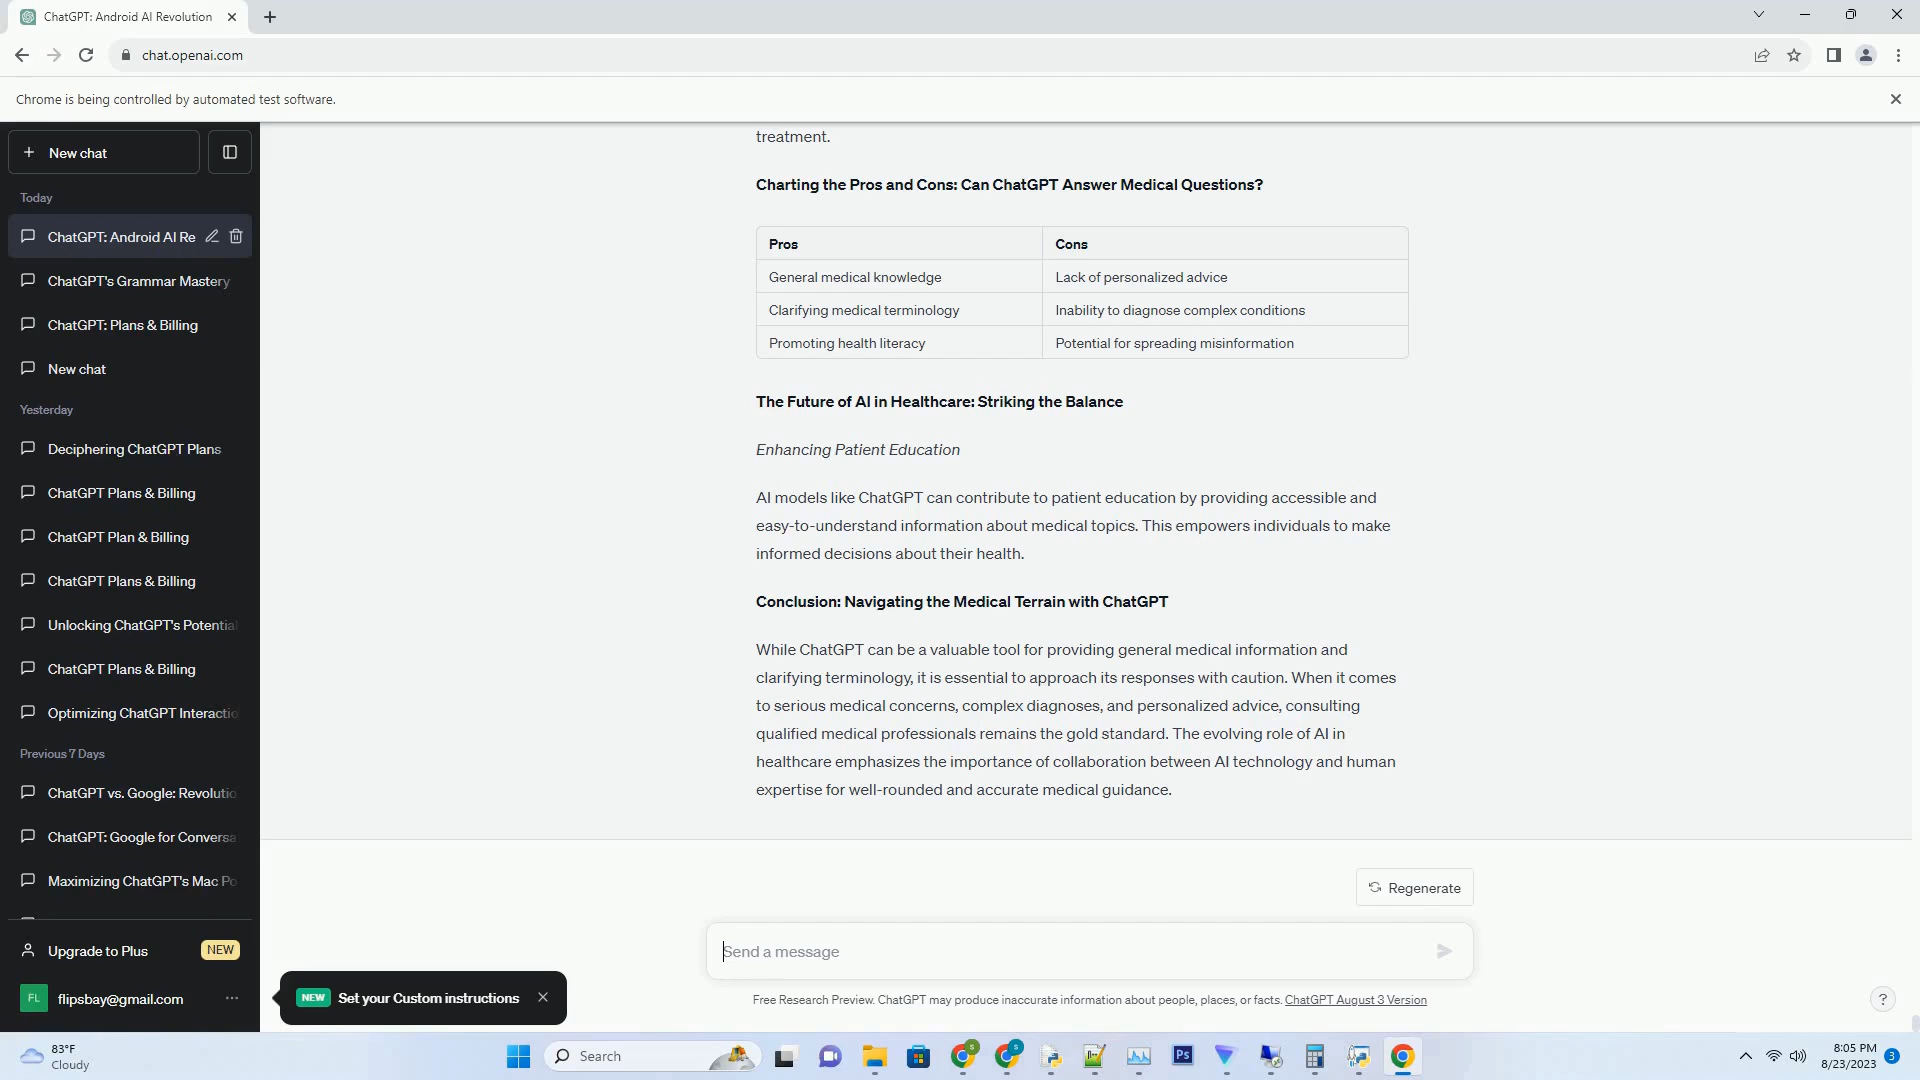 ChatGPT: Android AI Revolution
chat.openai.com
Chrome is being controlled by automated test software.
New chat
Today
ChatGPT: Android AI Re
ChatGPT's Grammar Mastery
ChatGPT: Plans & Billing
New chat
Yesterday
Deciphering ChatGPT Plans
ChatGPT Plans & Billing
ChatGPT Plan & Billing
ChatGPT Plans & Billing
Unlocking ChatGPT's Potential
ChatGPT Plans & Billing
Optimizing ChatGPT Interactio
Previous 7 Days
ChatGPT vs. Google: Revolutio
ChatGPT: Google for Conversa
Maximizing ChatGPT's Mac Po
Upgrade to Plus NEW
FL flipsbay@gmail.com
treatment.
Charting the Pros and Cons: Can ChatGPT Answer Medical Questions?
Pros Cons
General medical knowledge Lack of personalized advice
Clarifying medical terminology Inability to diagnose complex conditions
Promoting health literacy Potential for spreading misinformation
The Future of AI in Healthcare: Striking the Balance
Enhancing Patient Education
AI models like ChatGPT can contribute to patient education by providing accessible and
easy-to-understand information about medical topics. This empowers individuals to make
informed decisions about their health.
Conclusion: Navigating the Medical Terrain with ChatGPT
While ChatGPT can be a valuable tool for providing general medical information and
clarifying terminology, it is essential to approach its responses with caution. When it comes
to serious medical concerns, complex diagnoses, and personalized advice, consulting
qualified medical professionals remains the gold standard. The evolving role of AI in
healthcare emphasizes the importance of collaboration between AI technology and human
expertise for well-rounded and accurate medical guidance.
Regenerate
Send a message
NEW Set your Custom instructions
Free Research Preview. ChatGPT may produce inaccurate information about people, places, or facts. ChatGPT August 3 Version
?
83°F
Cloudy
Search
S
S
Ps
8:05 PM
8/23/2023
3